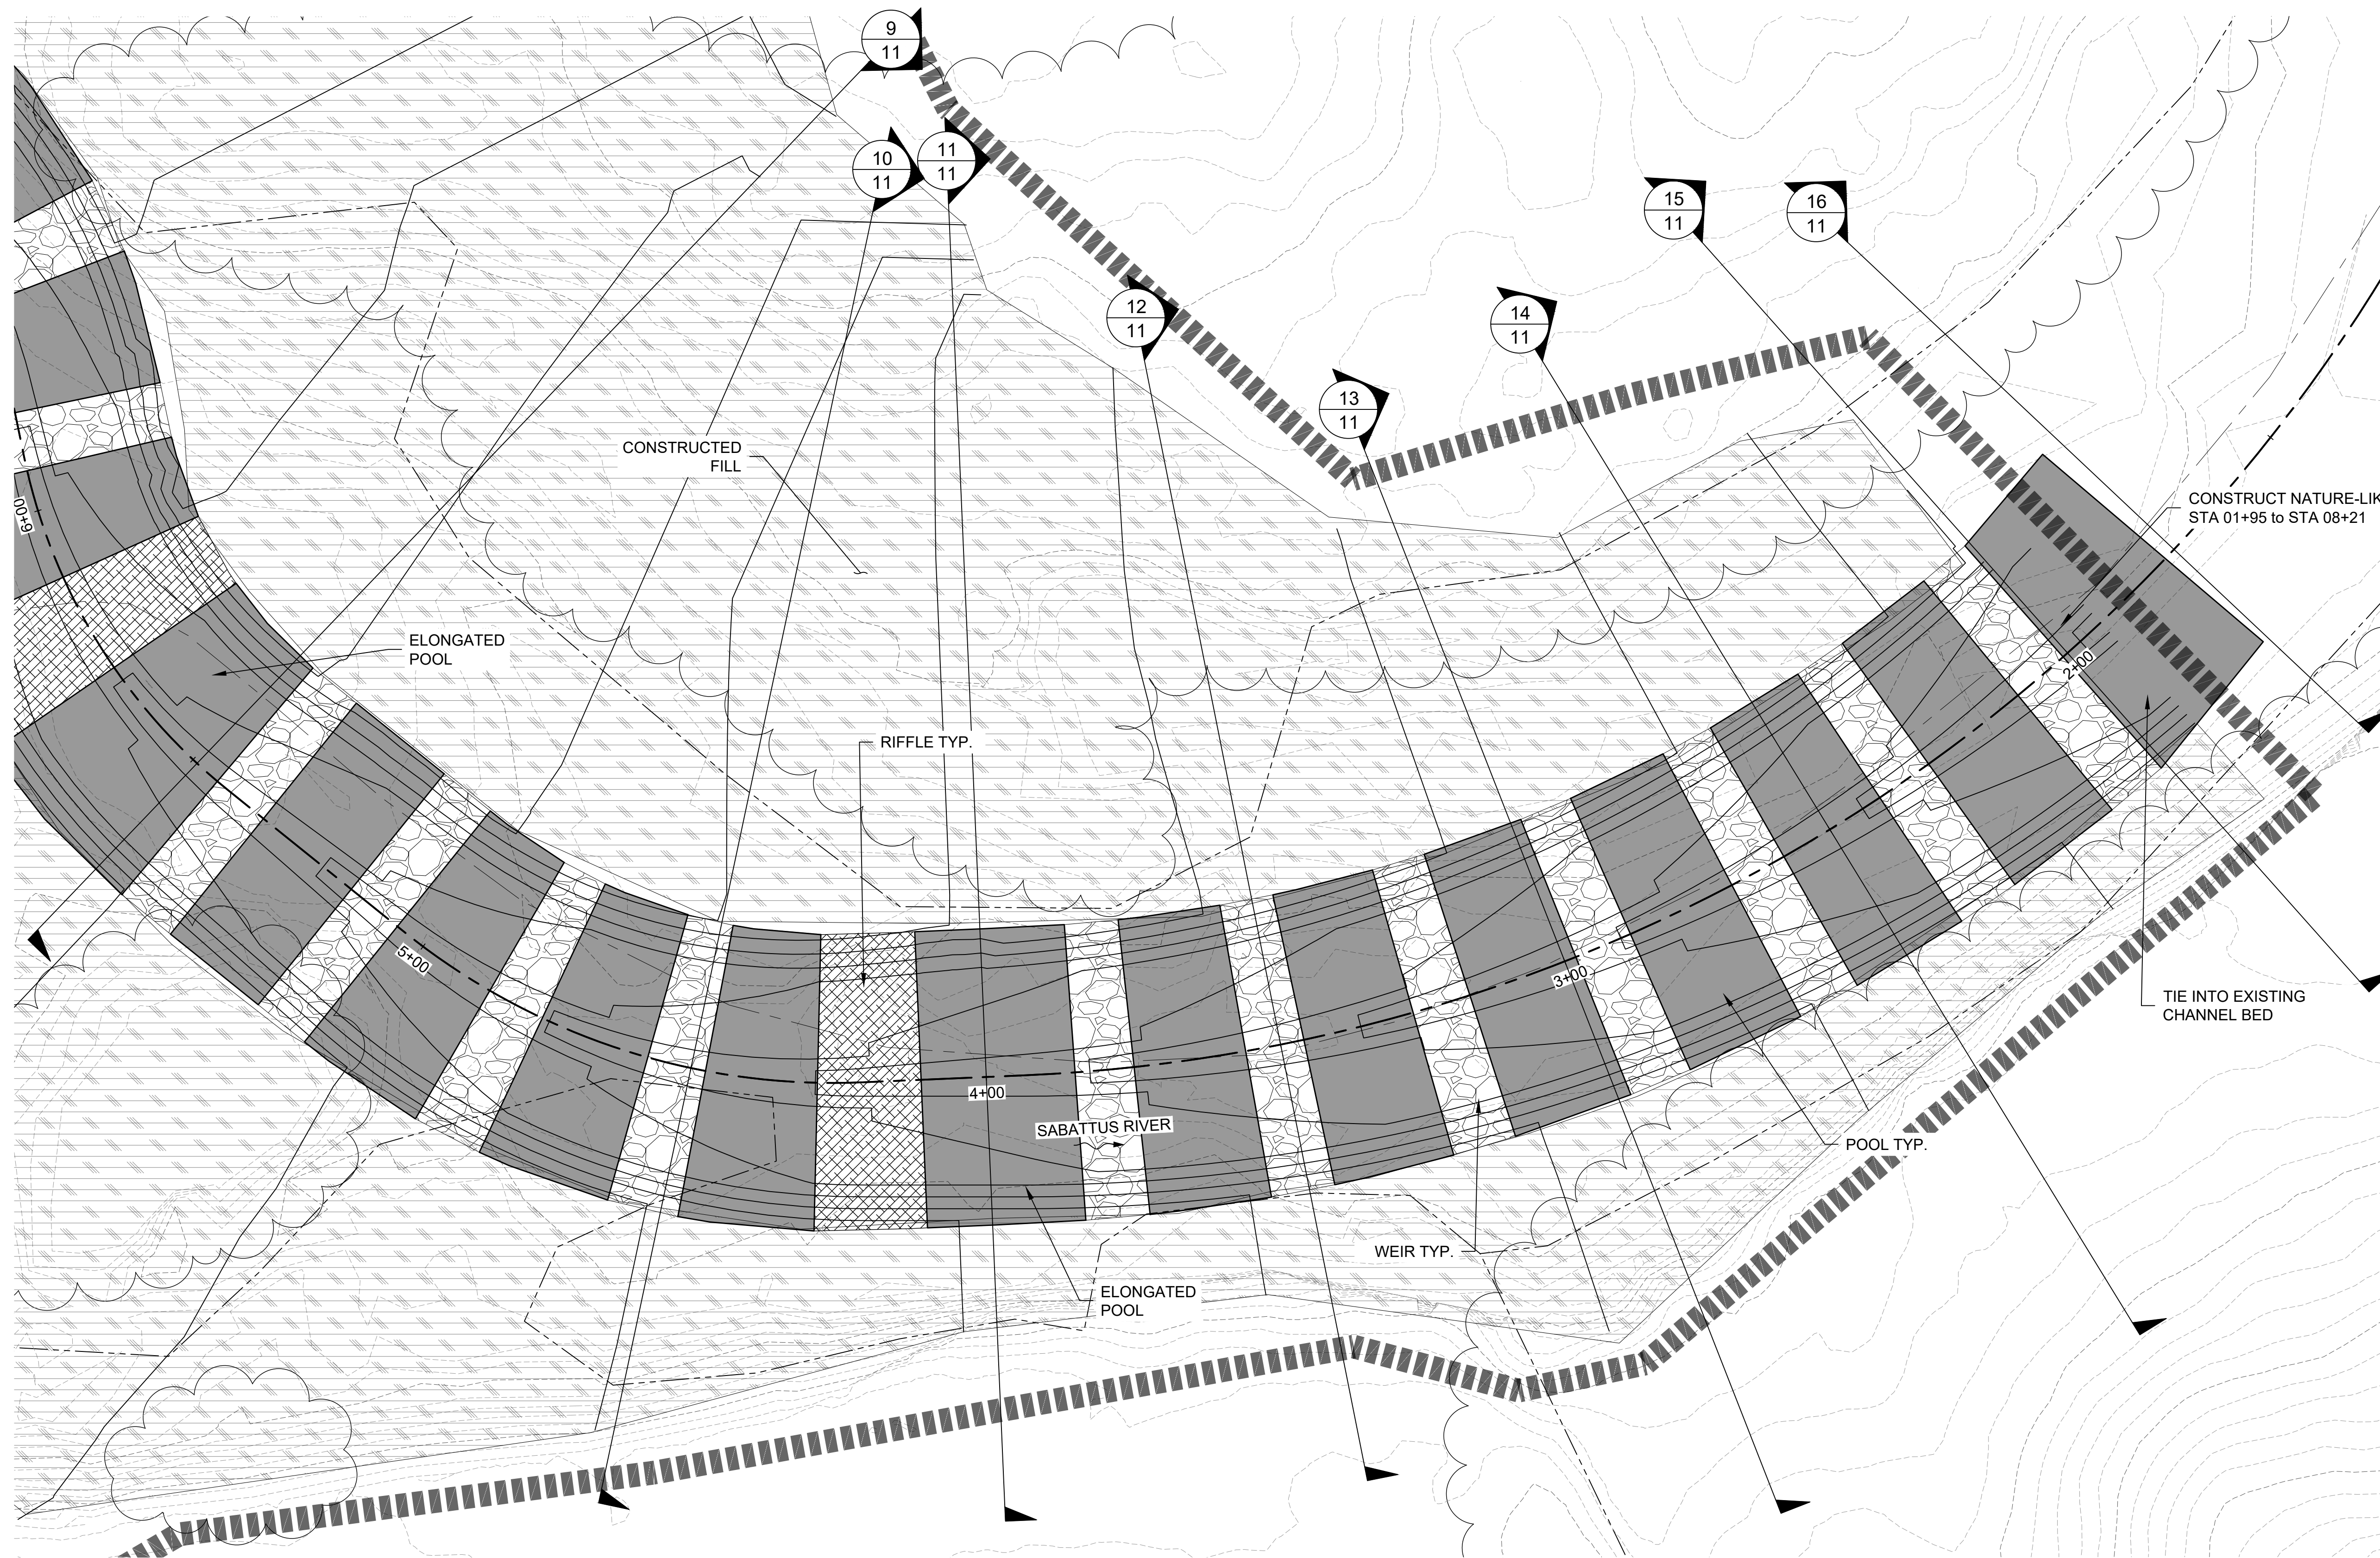 9
11
10
11
11
11
15
11
16
11
12
11
14
11
13
11
CONSTRUCTED
FILL
CONSTRUCT NATURE-LIK
STA 01+95 to STA 08+21
6+00
ELONGATED
POOL
2+00
RIFFLE TYP.
5+00
3+00
TIE INTO EXISTING
CHANNEL BED
4+00
SABATTUS RIVER
POOL TYP.
WEIR TYP.
ELONGATED
POOL